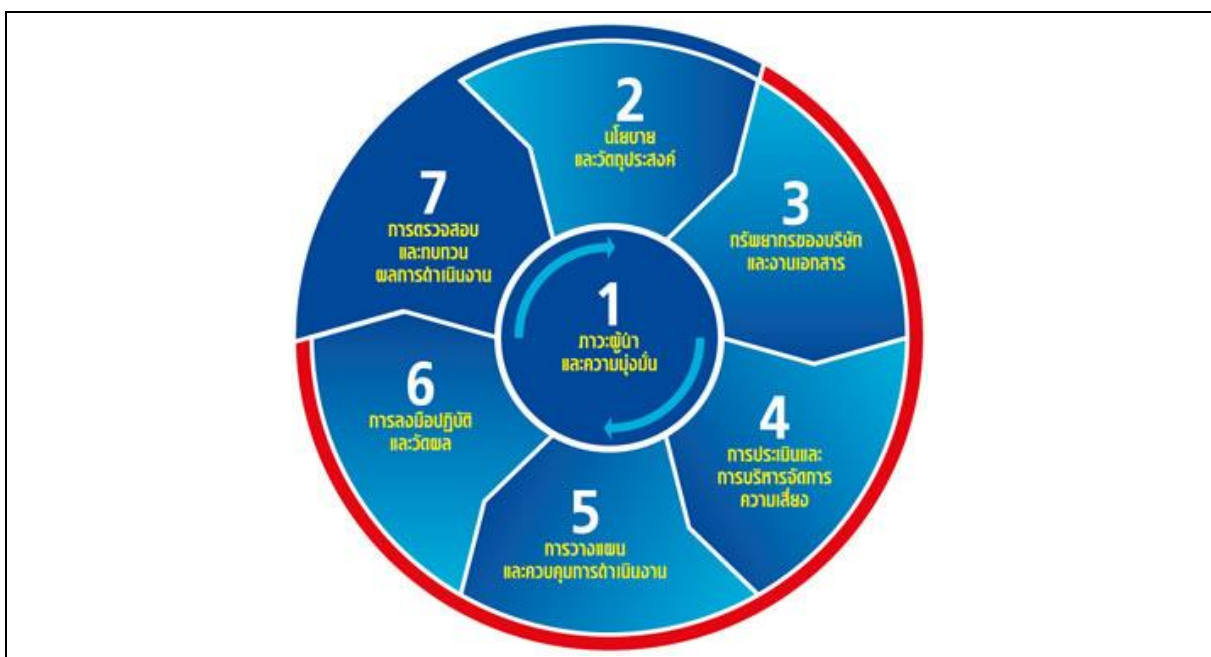 1
ภาวะผู้นำ
และความมุ่งมั่น
2
นโยบาย
และวัตถุประสงค์
3
ทรัพยากรของบริษัท
และงานเอกสาร
4
การประเมินและ
การบริหารจัดการ
ความเสี่ยง
5
การวางแผน
และควบคุมการดำเนินงาน
6
การลงมือปฏิบัติ
และวัดผล
7
การตรวจสอบ
และทบทวน
ผลการดำเนินงาน